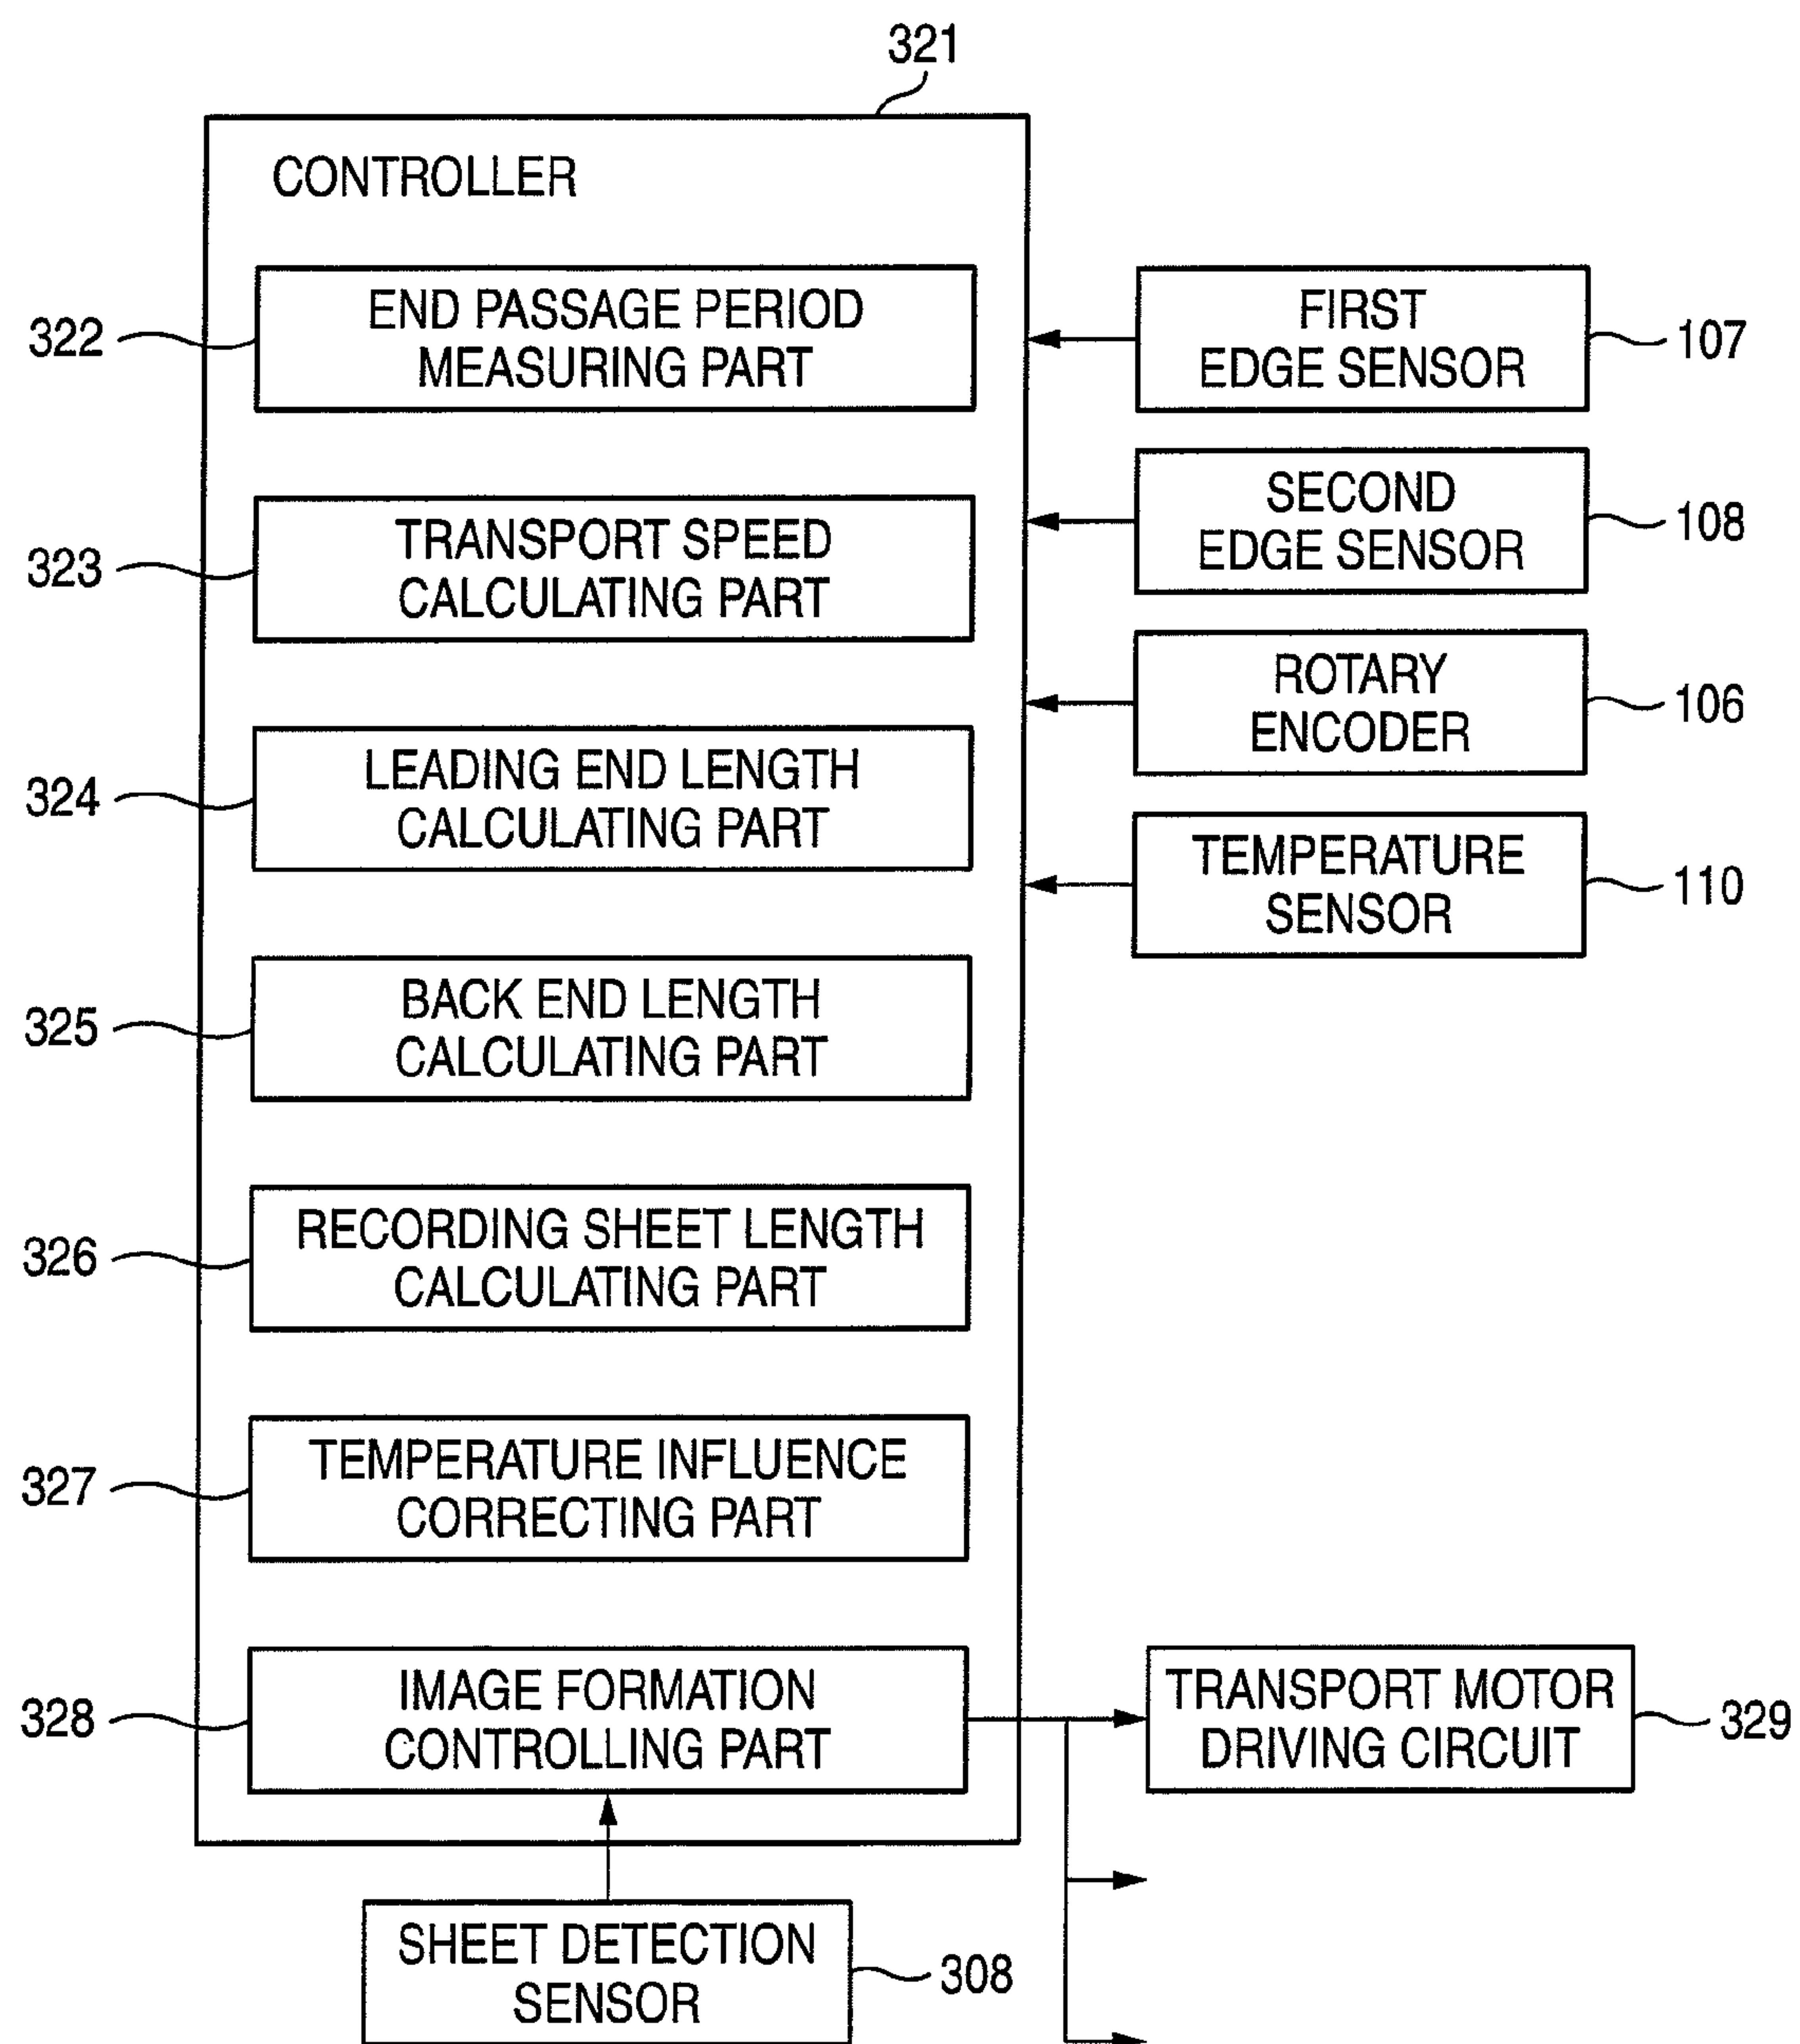 321
CONTROLLER
322
END PASSAGE PERIOD
MEASURING PART
FIRST
EDGE SENSOR
107
323
TRANSPORT SPEED
CALCULATING PART
SECOND
EDGE SENSOR
108
324
LEADING END LENGTH
CALCULATING PART
ROTARY
ENCODER
106
325
BACK END LENGTH
CALCULATING PART
TEMPERATURE
SENSOR
110
326
RECORDING SHEET LENGTH
CALCULATING PART
327
TEMPERATURE INFLUENCE
CORRECTING PART
328
IMAGE FORMATION
CONTROLLING PART
TRANSPORT MOTOR
DRIVING CIRCUIT
329
SHEET DETECTION
SENSOR
308